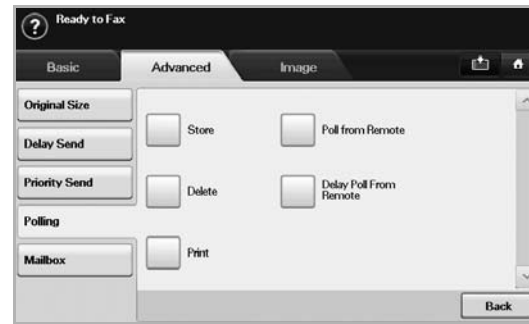 ? Ready to Fax
Basic Advanced Image
Original Size
Delay Send
Priority Send
Polling
Mailbox
Store Poll from Remote
Delete Delay Poll From
Remote
Print
Back